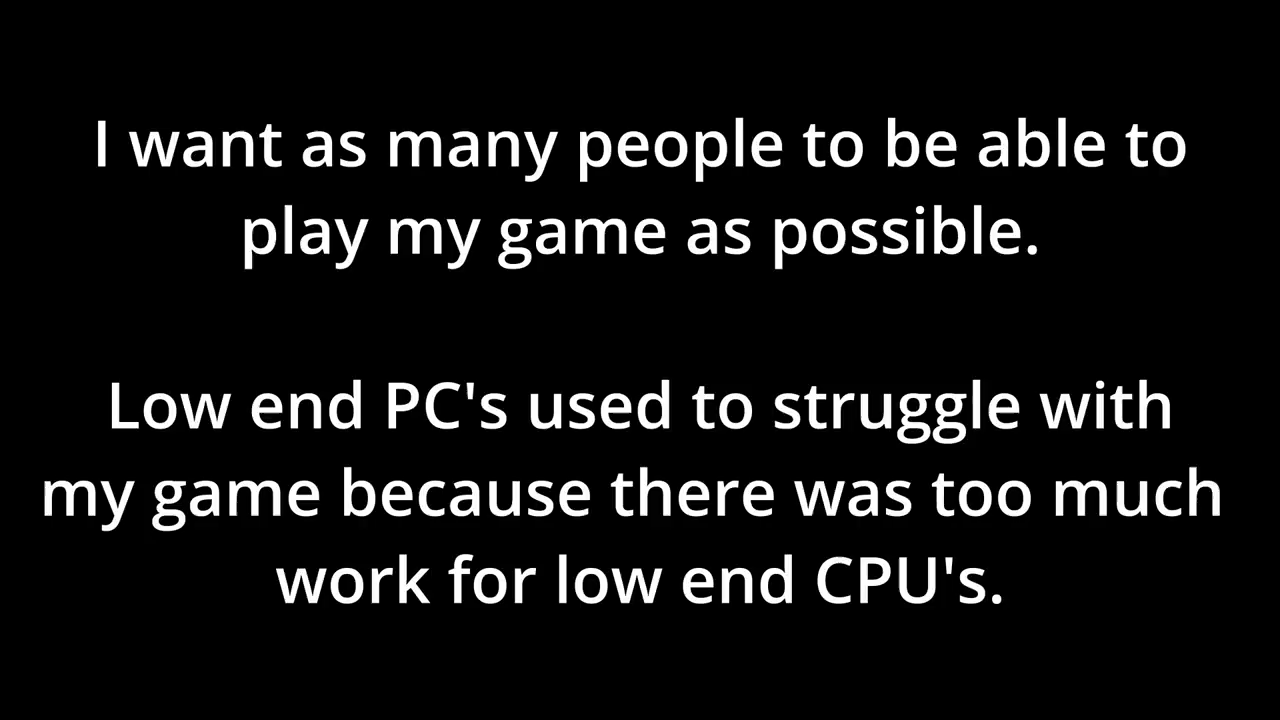 I want as many people to be able to
play my game as possible.
Low end PC's used to struggle with
my game because there was too much
work for low end CPU's.